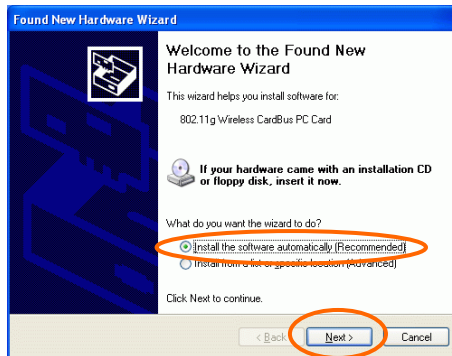 Found New Hardware Wizard
Welcome to the Found New
Hardware Wizard
This wizard helps you install software for:
802.11g Wireless CardBus PC Card
If your hardware came with an installation CD
or floppy disk, insert it now.
What do you want the wizard to do?
Install the software automatically (Recommended)
Install from a list or specific location (Advanced)
Click Next to continue.
< Back
Next >
Cancel